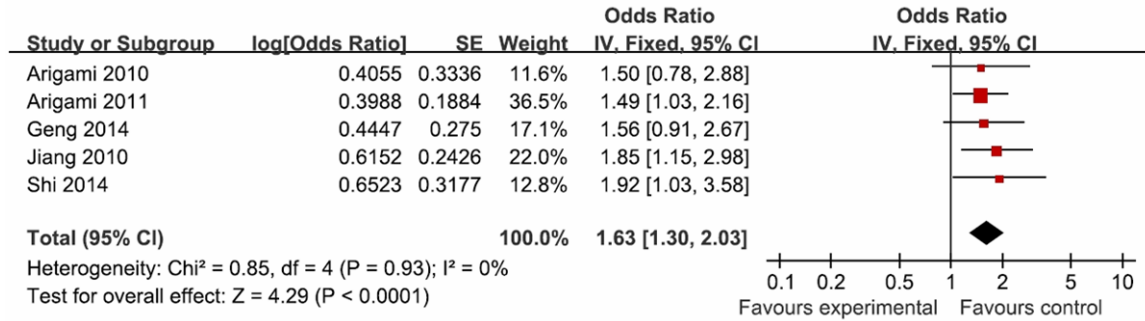 Odds Ratio Odds Ratio
Study or Subgroup log[Odds Ratio] SE Weight IV, Fixed, 95% CI IV, Fixed, 95% CI
Arigami 2010 0.4055 0.3336 11.6% 1.50 [0.78, 2.88]
Arigami 2011 0.3988 0.1884 36.5% 1.49 [1.03, 2.16]
Geng 2014 0.4447 0.275 17.1% 1.56 [0.91, 2.67]
Jiang 2010 0.6152 0.2426 22.0% 1.85 [1.15, 2.98]
Shi 2014 0.6523 0.3177 12.8% 1.92 [1.03, 3.58]
Total (95% CI) 100.0% 1.63 [1.30, 2.03]
Heterogeneity: Chi² = 0.85, df = 4 (P = 0.93); I² = 0%
Test for overall effect: Z = 4.29 (P < 0.0001)
0.1 0.2 0.5 1 2 5 10
Favours experimental Favours control